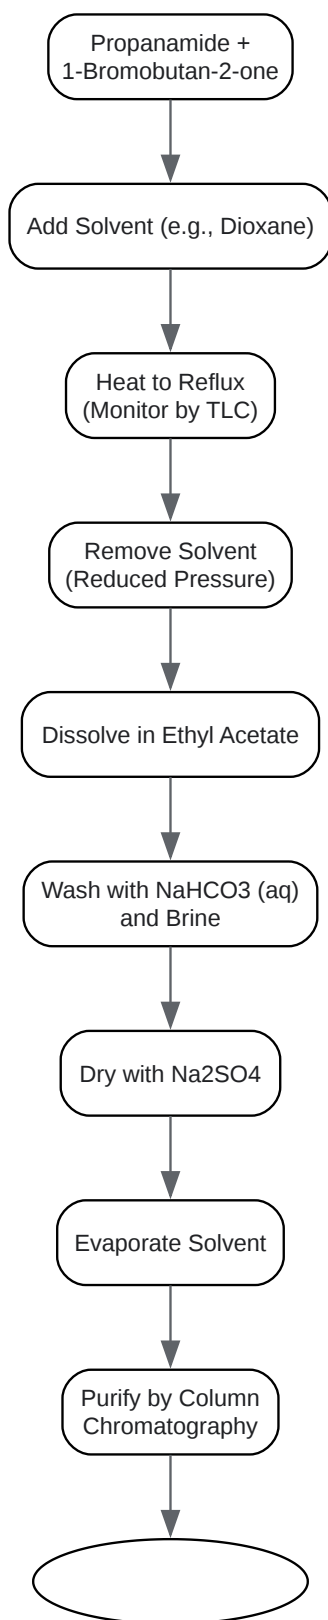 Propanamide +
1-Bromobutan-2-one
Add Solvent (e.g., Dioxane)
Heat to Reflux
(Monitor by TLC)
Remove Solvent
(Reduced Pressure)
Dissolve in Ethyl Acetate
Wash with NaHCO3 (aq)
and Brine
Dry with Na2SO4
Evaporate Solvent
Purify by Column
Chromatography